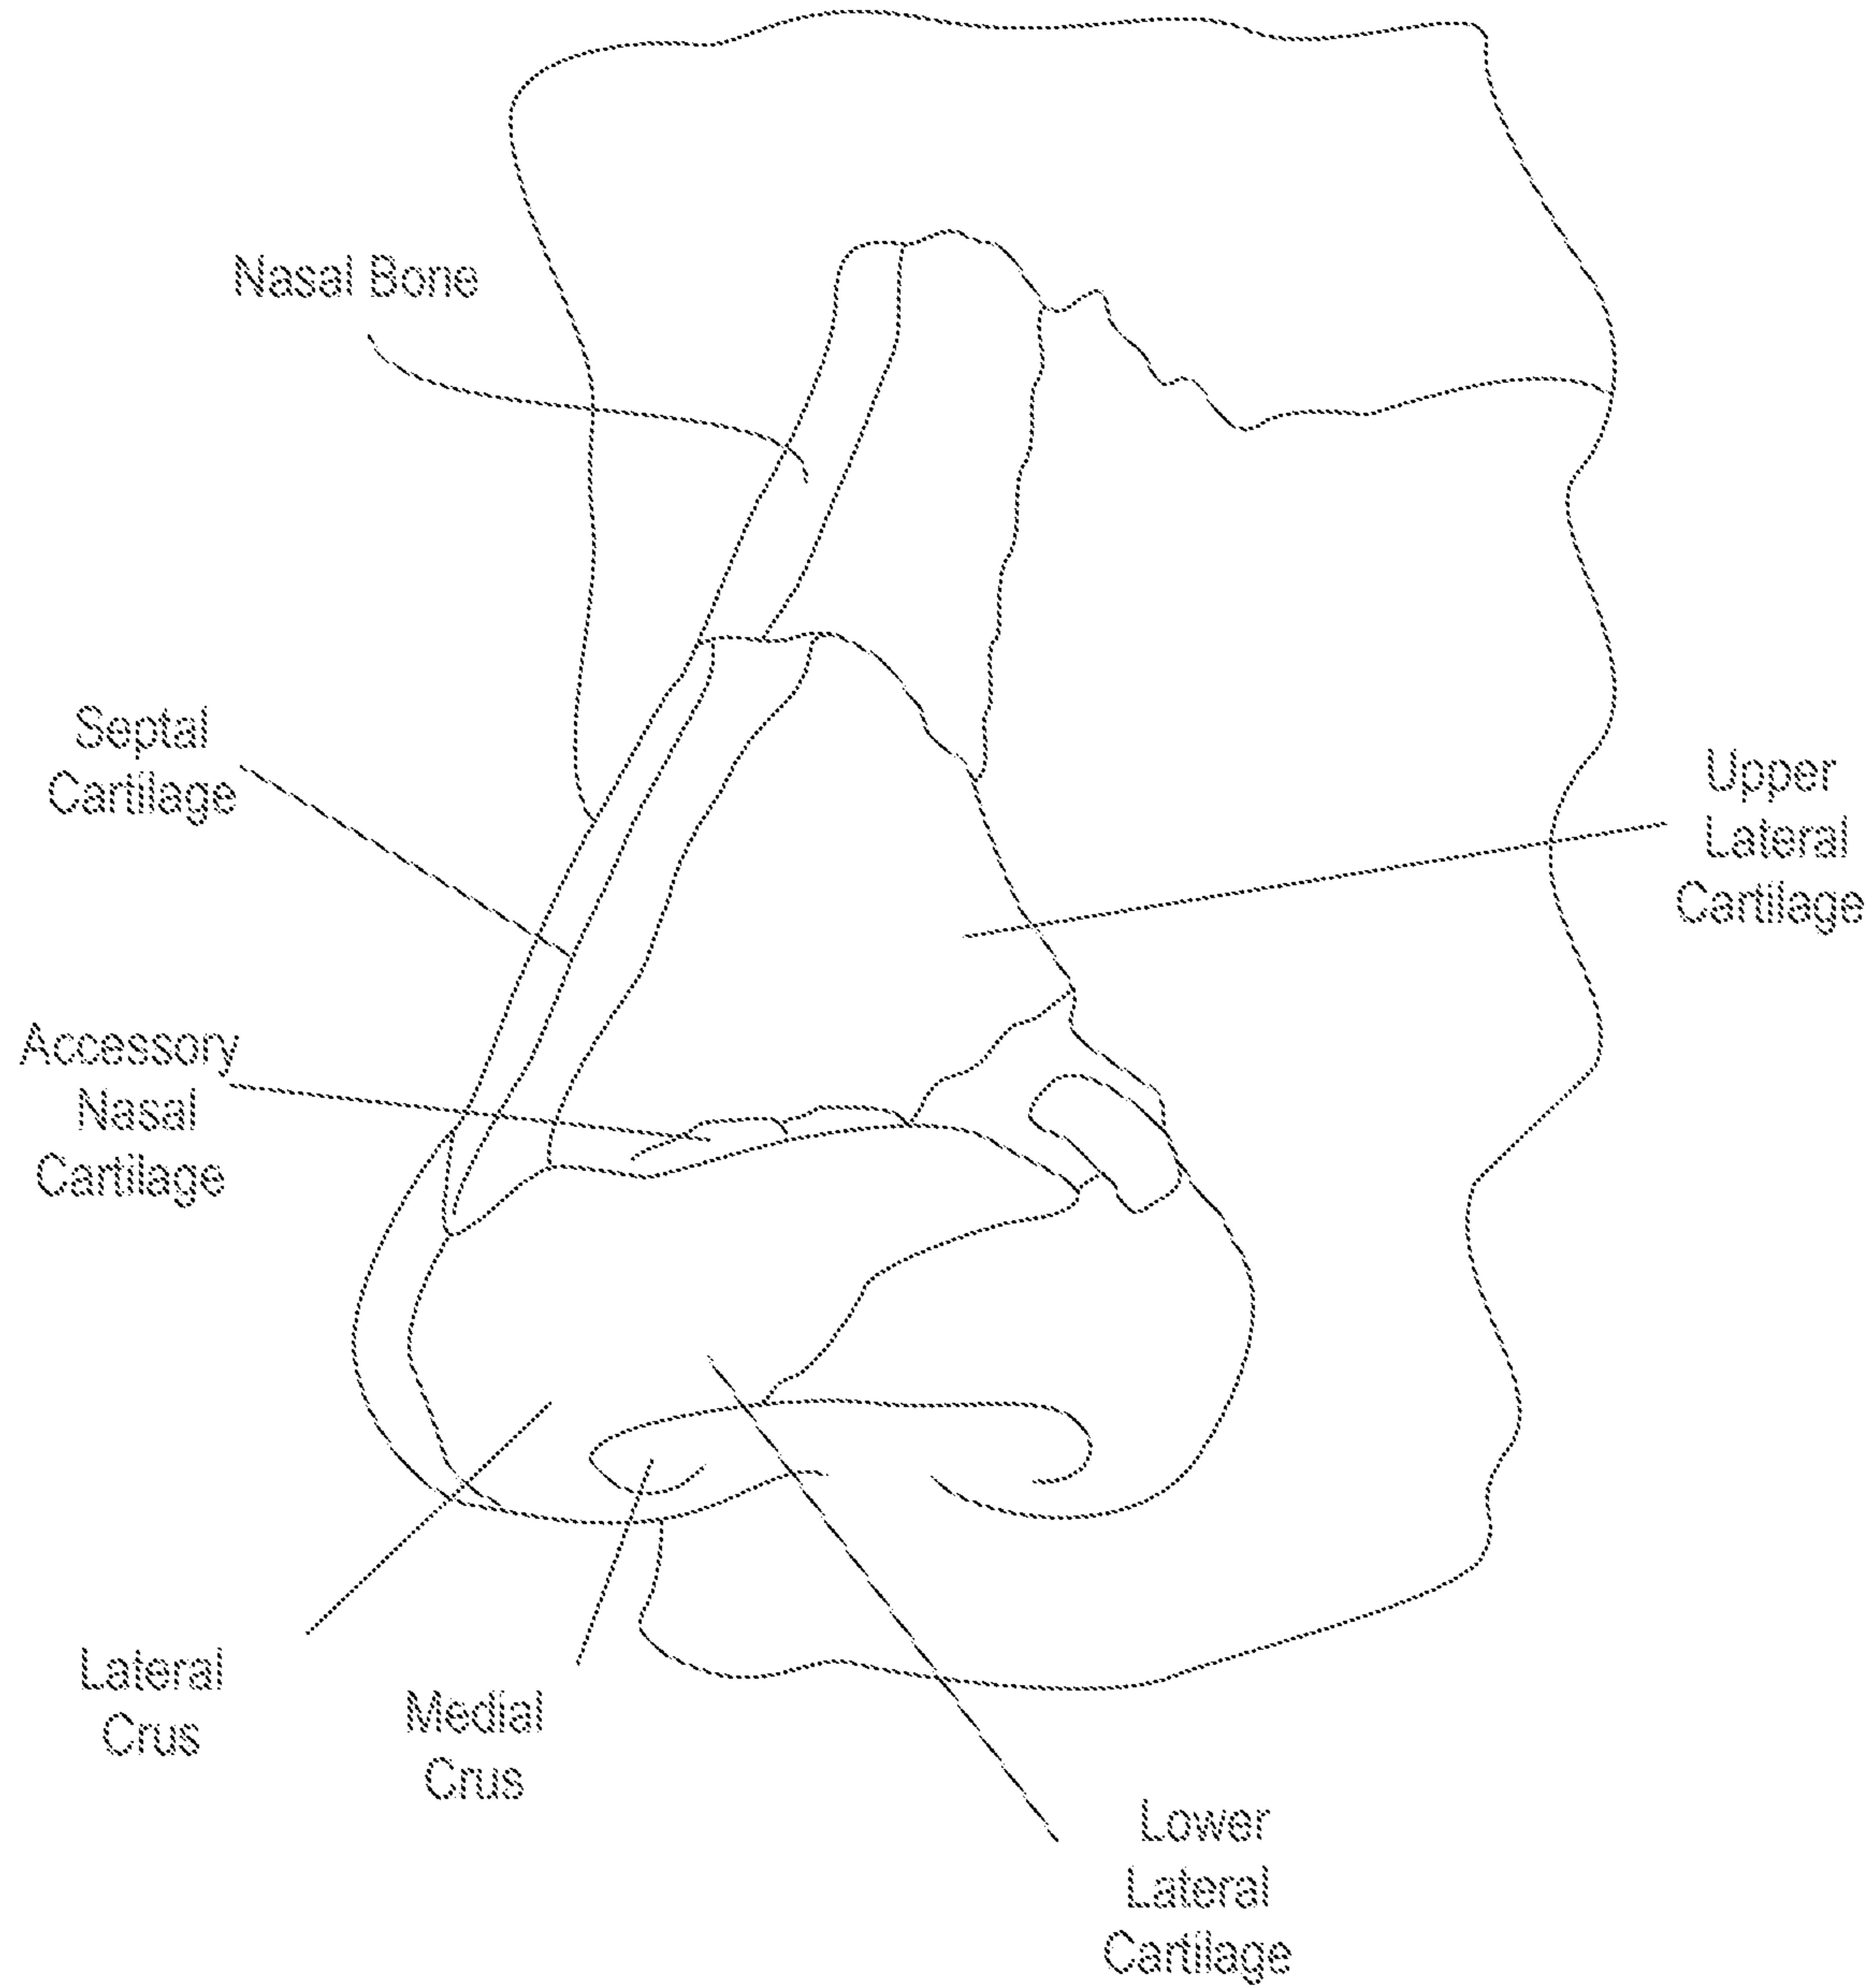 Nasal Bone
Septal
Cartilage
Upper
Lateral
Cartilage
Accessory
Nasal
Cartilage
Lateral
Crus
Medial
Crus
Lower
Lateral
Cartilage